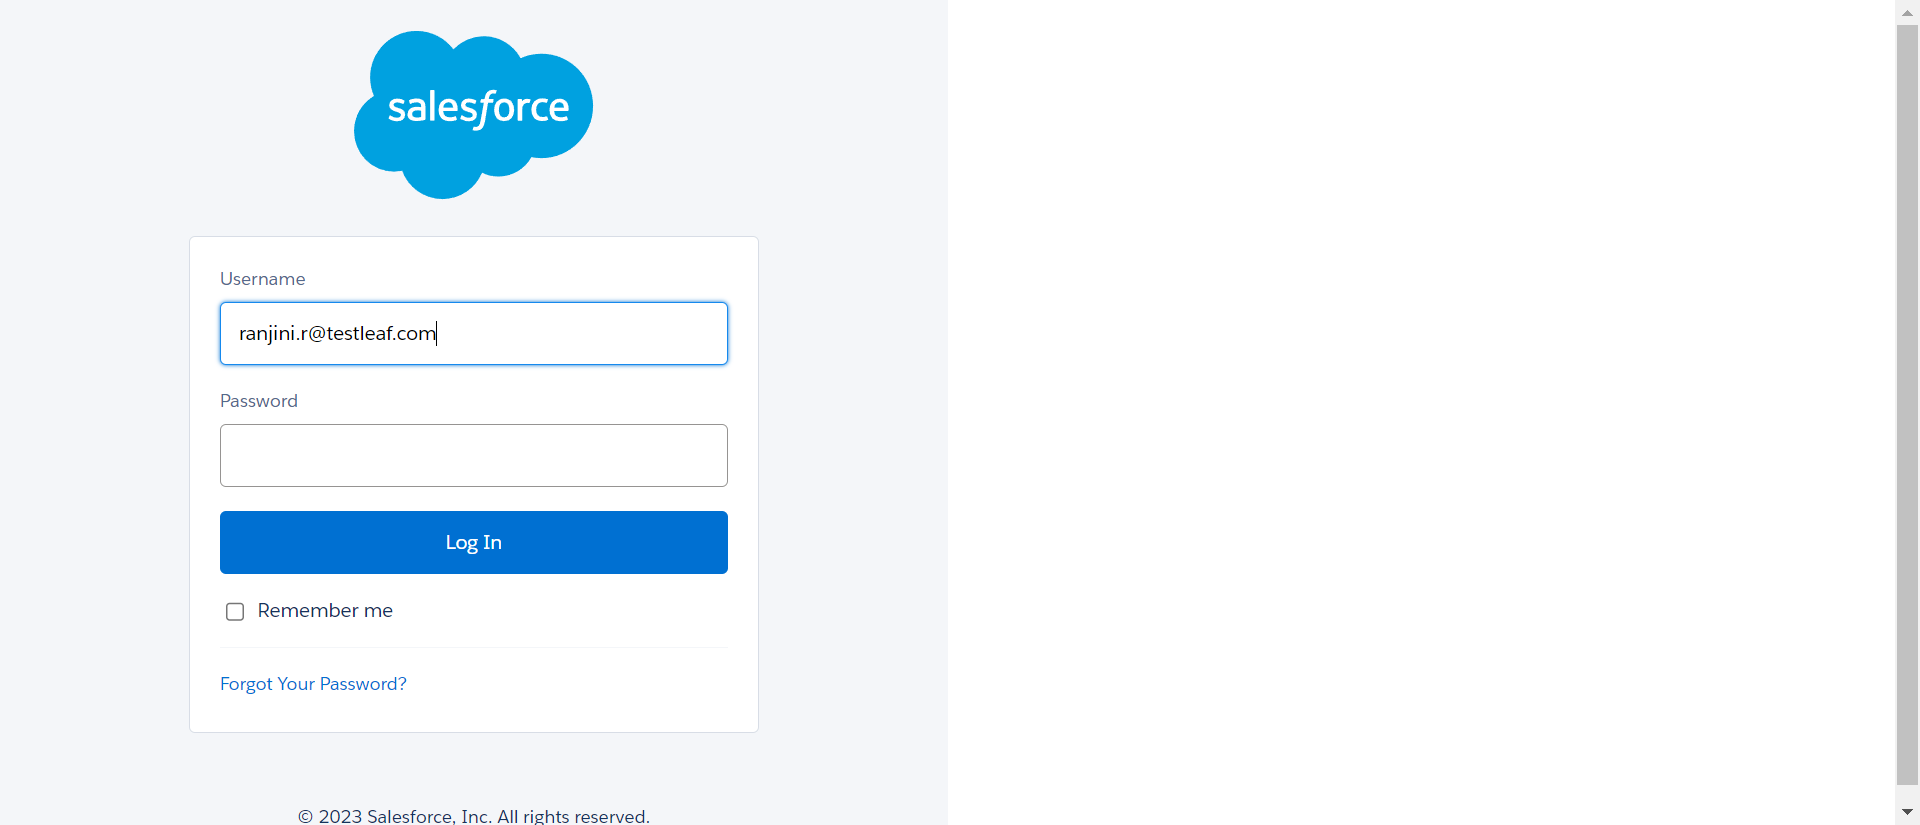 salesforce
Username
ranjini.r@testleaf.com
Password
Log In
Remember me
Forgot Your Password?
© 2023 Salesforce, Inc. All rights reserved.